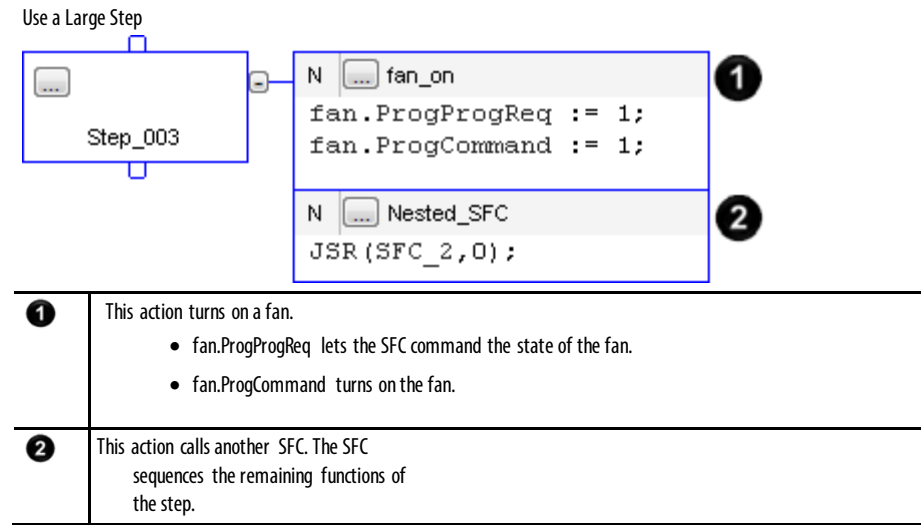 Use a Large Step
...
Step_003
-
N ... fan_on
1
fan.ProgProgReq := 1;
fan.ProgCommand := 1;
N ... Nested_SFC
2
JSR(SFC_2,0);
1 This action turns on a fan.
• fan.ProgProgReq lets the SFC command the state of the fan.
• fan.ProgCommand turns on the fan.
2 This action calls another SFC. The SFC
sequences the remaining functions of
the step.